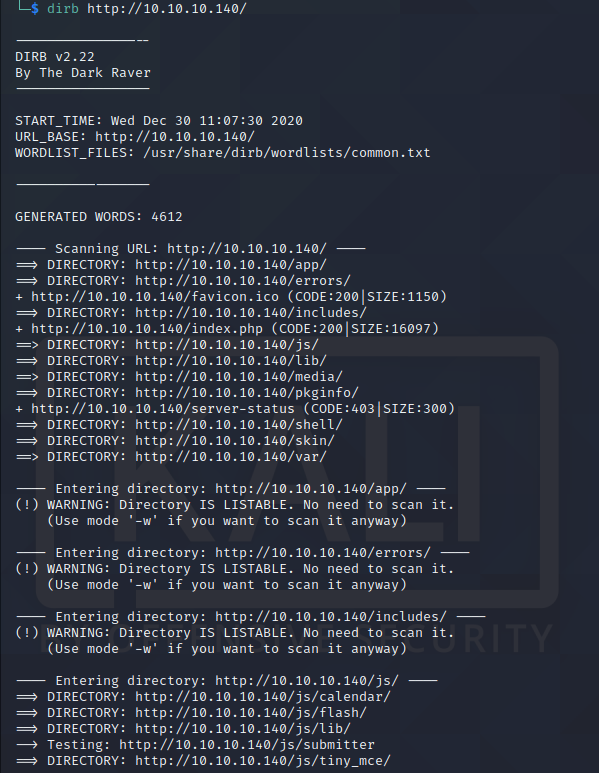 └─$ dirb http://10.10.10.140/
-----------------
DIRB v2.22
By The Dark Raver
-----------------
START_TIME: Wed Dec 30 11:07:30 2020
URL_BASE: http://10.10.10.140/
WORDLIST_FILES: /usr/share/dirb/wordlists/common.txt
-----------------
GENERATED WORDS: 4612
---- Scanning URL: http://10.10.10.140/ ----
==> DIRECTORY: http://10.10.10.140/app/
==> DIRECTORY: http://10.10.10.140/errors/
+ http://10.10.10.140/favicon.ico (CODE:200|SIZE:1150)
==> DIRECTORY: http://10.10.10.140/includes/
+ http://10.10.10.140/index.php (CODE:200|SIZE:16097)
==> DIRECTORY: http://10.10.10.140/js/
==> DIRECTORY: http://10.10.10.140/lib/
==> DIRECTORY: http://10.10.10.140/media/
==> DIRECTORY: http://10.10.10.140/pkginfo/
+ http://10.10.10.140/server-status (CODE:403|SIZE:300)
==> DIRECTORY: http://10.10.10.140/shell/
==> DIRECTORY: http://10.10.10.140/skin/
==> DIRECTORY: http://10.10.10.140/var/
---- Entering directory: http://10.10.10.140/app/ ----
(!) WARNING: Directory IS LISTABLE. No need to scan it.
(Use mode '-w' if you want to scan it anyway)
---- Entering directory: http://10.10.10.140/errors/ ----
(!) WARNING: Directory IS LISTABLE. No need to scan it.
(Use mode '-w' if you want to scan it anyway)
---- Entering directory: http://10.10.10.140/includes/ ----
(!) WARNING: Directory IS LISTABLE. No need to scan it.
(Use mode '-w' if you want to scan it anyway)
---- Entering directory: http://10.10.10.140/js/ ----
==> DIRECTORY: http://10.10.10.140/js/calendar/
==> DIRECTORY: http://10.10.10.140/js/flash/
==> DIRECTORY: http://10.10.10.140/js/lib/
--> Testing: http://10.10.10.140/js/submitter
==> DIRECTORY: http://10.10.10.140/js/tiny_mce/
KALI
BY OFFENSIVE SECURITY